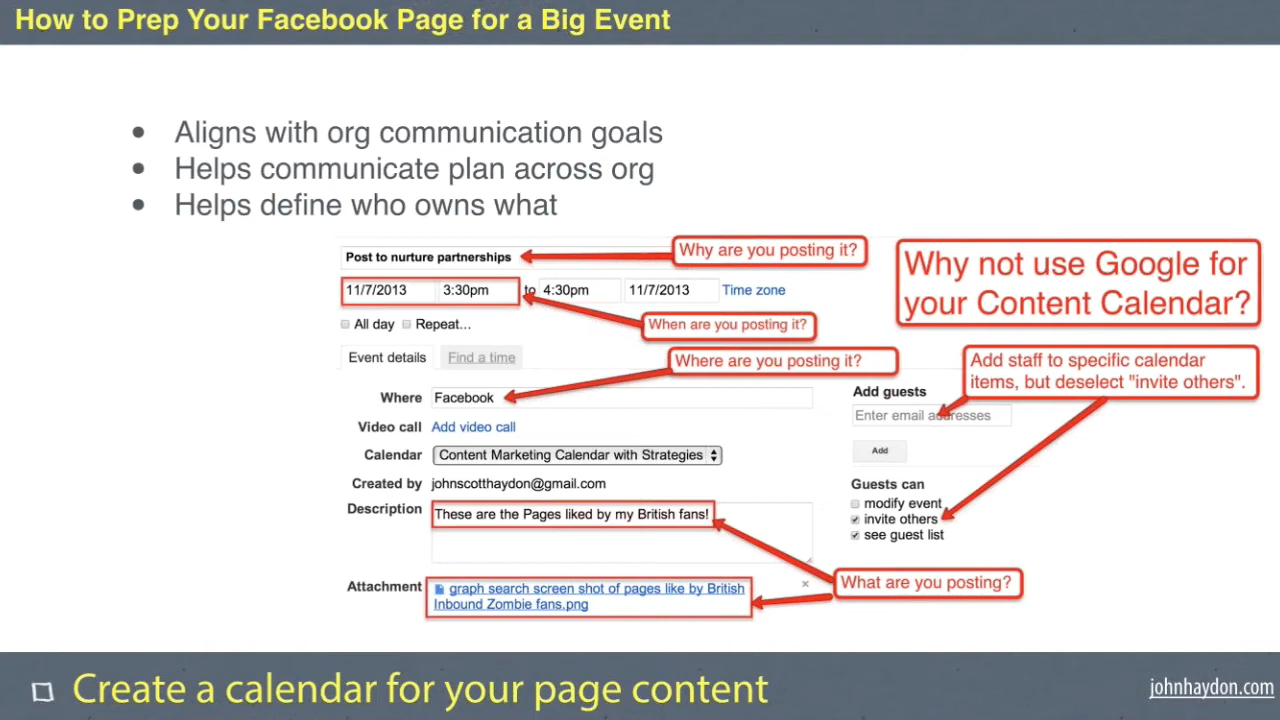 How to Prep Your Facebook Page for a Big Event
• Aligns with org communication goals
• Helps communicate plan across org
• Helps define who owns what
Post to nurture partnerships
Why are you posting it?
Why not use Google for
your Content Calendar?
11/7/2013 3:30pm to 4:30pm 11/7/2013 Time zone
All day Repeat...
When are you posting it?
Event details Find a time
Where are you posting it?
Add staff to specific calendar
items, but deselect "invite others".
Where Facebook
Add guests
Enter email addresses
Video call Add video call
Calendar Content Marketing Calendar with Strategies
Add
Created by johnscotthaydon@gmail.com
Guests can
modify event
invite others
see guest list
Description These are the Pages liked by my British fans!
What are you posting?
Attachment graph search screen shot of pages like by British
Inbound Zombie fans.png
x
Create a calendar for your page content
johnhaydon.com